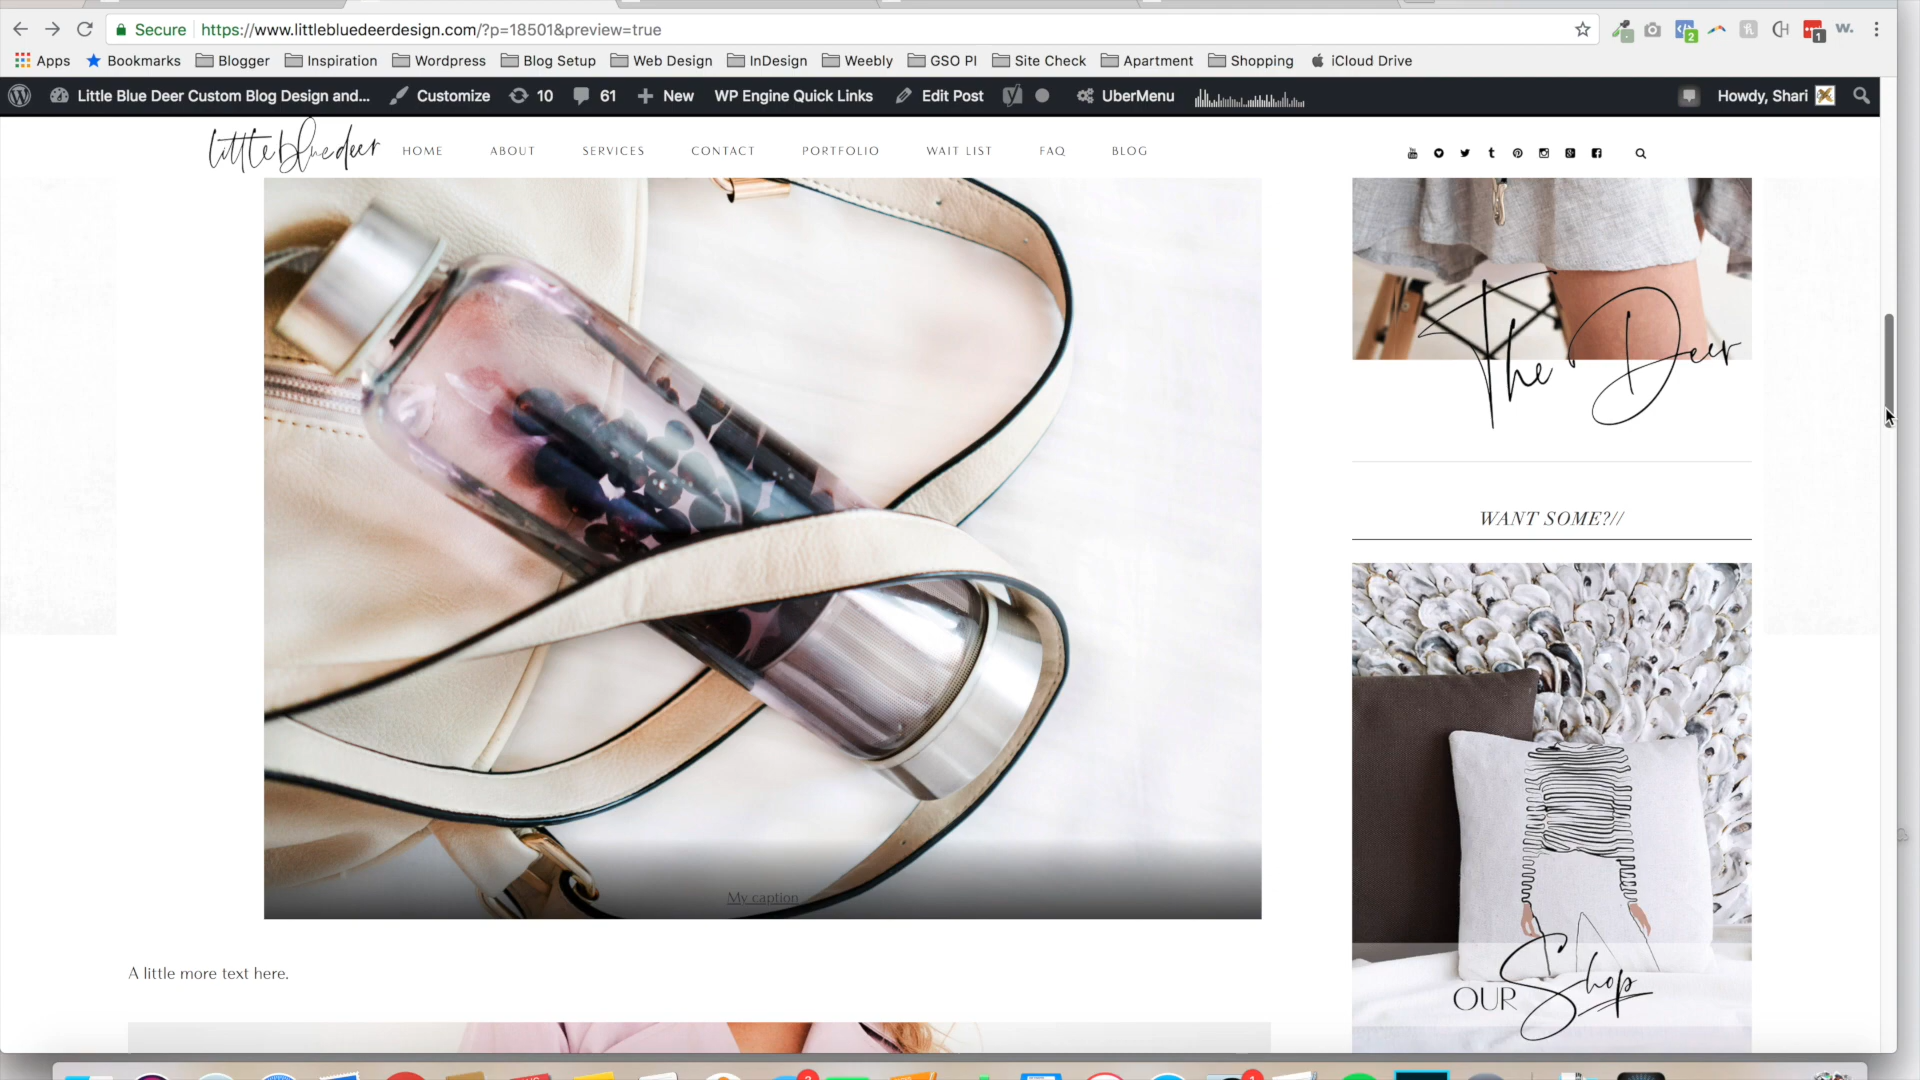 Secure https://www.littlebluedeerdesign.com/?p=18501&preview=true
2 1 W.
Apps Bookmarks Blogger Inspiration Wordpress Blog Setup Web Design InDesign Weebly GSO PI Site Check Apartment Shopping iCloud Drive
Little Blue Deer Custom Blog Design and... Customize 10 61 New WP Engine Quick Links Edit Post UberMenu Howdy, Shari
littlebluedeer HOME ABOUT SERVICES CONTACT PORTFOLIO WAIT LIST FAQ BLOG
The Deer
WANT SOME?//
My caption
OUR Shop
A little more text here.